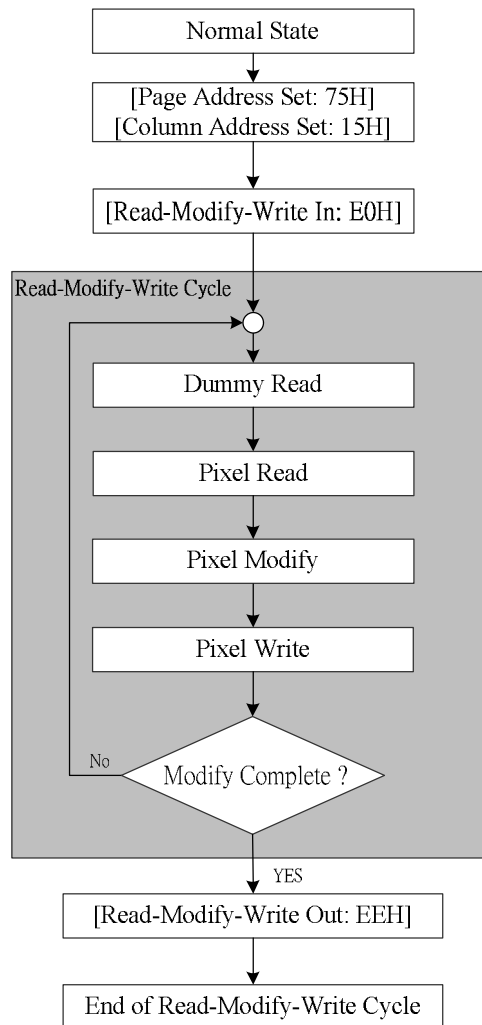 Normal State
[Page Address Set: 75H]
[Column Address Set: 15H]
[Read-Modify-Write In: E0H]
Read-Modify-Write Cycle
Dummy Read
Pixel Read
Pixel Modify
Pixel Write
No
Modify Complete ?
YES
[Read-Modify-Write Out: EEH]
End of Read-Modify-Write Cycle